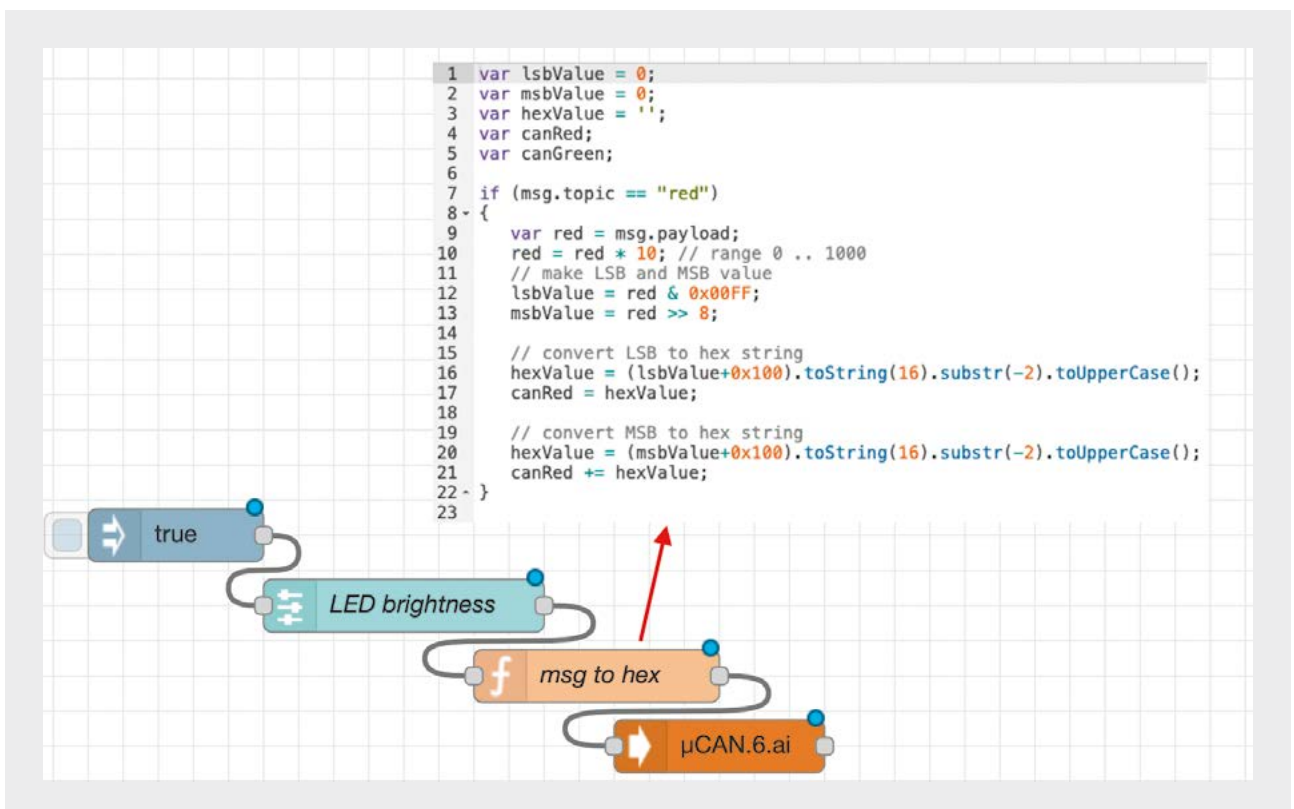 1 var lsbValue = 0;
2 var msbValue = 0;
3 var hexValue = '';
4 var canRed;
5 var canGreen;
6
7 if (msg.topic == "red")
8 {
9 var red = msg.payload;
10 red = red * 10; // range 0 .. 1000
11 // make LSB and MSB value
12 lsbValue = red & 0x00FF;
13 msbValue = red >> 8;
14
15 // convert LSB to hex string
16 hexValue = (lsbValue+0x100).toString(16).substr(-2).toUpperCase();
17 canRed = hexValue;
18
19 // convert MSB to hex string
20 hexValue = (msbValue+0x100).toString(16).substr(-2).toUpperCase();
21 canRed += hexValue;
22 }
23
true
LED brightness
f msg to hex
µCAN.6.ai